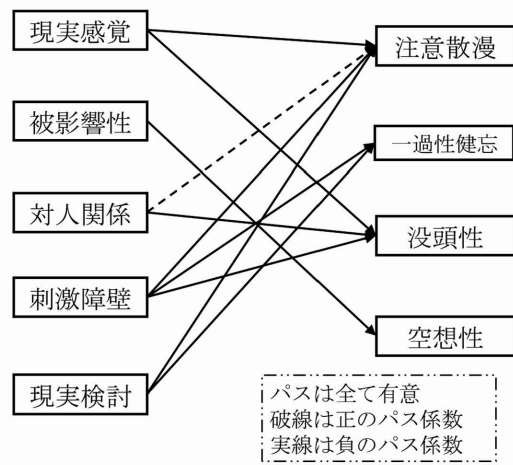 現実感覚
被影響性
対人関係
刺激障壁
現実検討
注意散漫
一過性健忘
没頭性
空想性
パスは全て有意
破線は正のパス係数
実線は負のパス係数